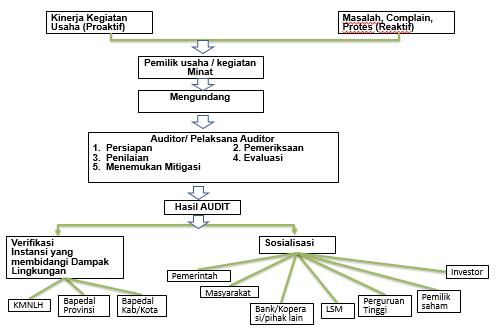 Kinerja Kegiatan
Usaha (Proaktif)
Masalah, Complain,
Protes (Reaktif)
Pemilik usaha / kegiatan
Minat
Mengundang
Auditor/ Pelaksana Auditor
1. Persiapan 2. Pemeriksaan
3. Penilaian 4. Evaluasi
5. Menemukan Mitigasi
Hasil AUDIT
Verifikasi
Instansi yang
membidangi Dampak
Lingkungan
Sosialisasi
KMNLH
Bapedal
Provinsi
Bapedal
Kab/Kota
Pemerintah
Masyarakat
Bank/Kopera
si/pihak lain
LSM
Perguruan
Tinggi
Pemilik
saham
Investor